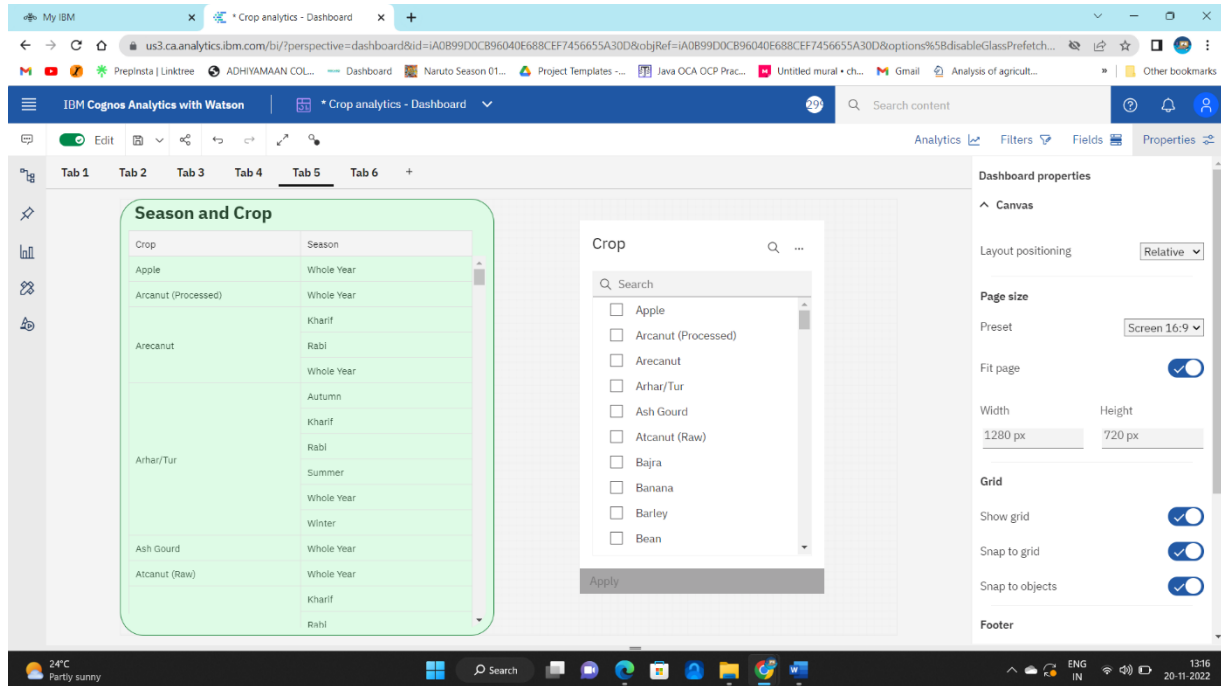 My IBM
* Crop analytics - Dashboard
us3.ca.analytics.ibm.com/bi/?perspective=dashboard&id=iA0B99D0CB96040E688CEF7456655A30D&objRef=iA0B99D0CB96040E688CEF7456655A30D&options%5BdisableGlassPrefetch...
PrepInsta | Linktree ADHIYAMAAN COL... Dashboard Naruto Season 01... Project Templates -... Java OCA OCP Prac... Untitled mural • ch... Gmail Analysis of agricult... » Other bookmarks
IBM Cognos Analytics with Watson * Crop analytics - Dashboard 299 Search content
Edit Analytics Filters Fields Properties
Tab 1 Tab 2 Tab 3 Tab 4 Tab 5 Tab 6 +
Season and Crop
Crop Season
Apple Whole Year
Arcanut (Processed) Whole Year
Arecanut Kharif
Rabi
Whole Year
Arhar/Tur Autumn
Kharif
Rabi
Summer
Whole Year
Winter
Ash Gourd Whole Year
Atcanut (Raw) Whole Year
Kharif
Rabi
Crop
Search
Apple
Arcanut (Processed)
Arecanut
Arhar/Tur
Ash Gourd
Atcanut (Raw)
Bajra
Banana
Barley
Bean
Apply
Dashboard properties
Canvas
Layout positioning Relative
Page size
Preset Screen 16:9
Fit page
Width Height
1280 px 720 px
Grid
Show grid
Snap to grid
Snap to objects
Footer
24°C
Partly sunny
Search
ENG
IN
13:16
20-11-2022